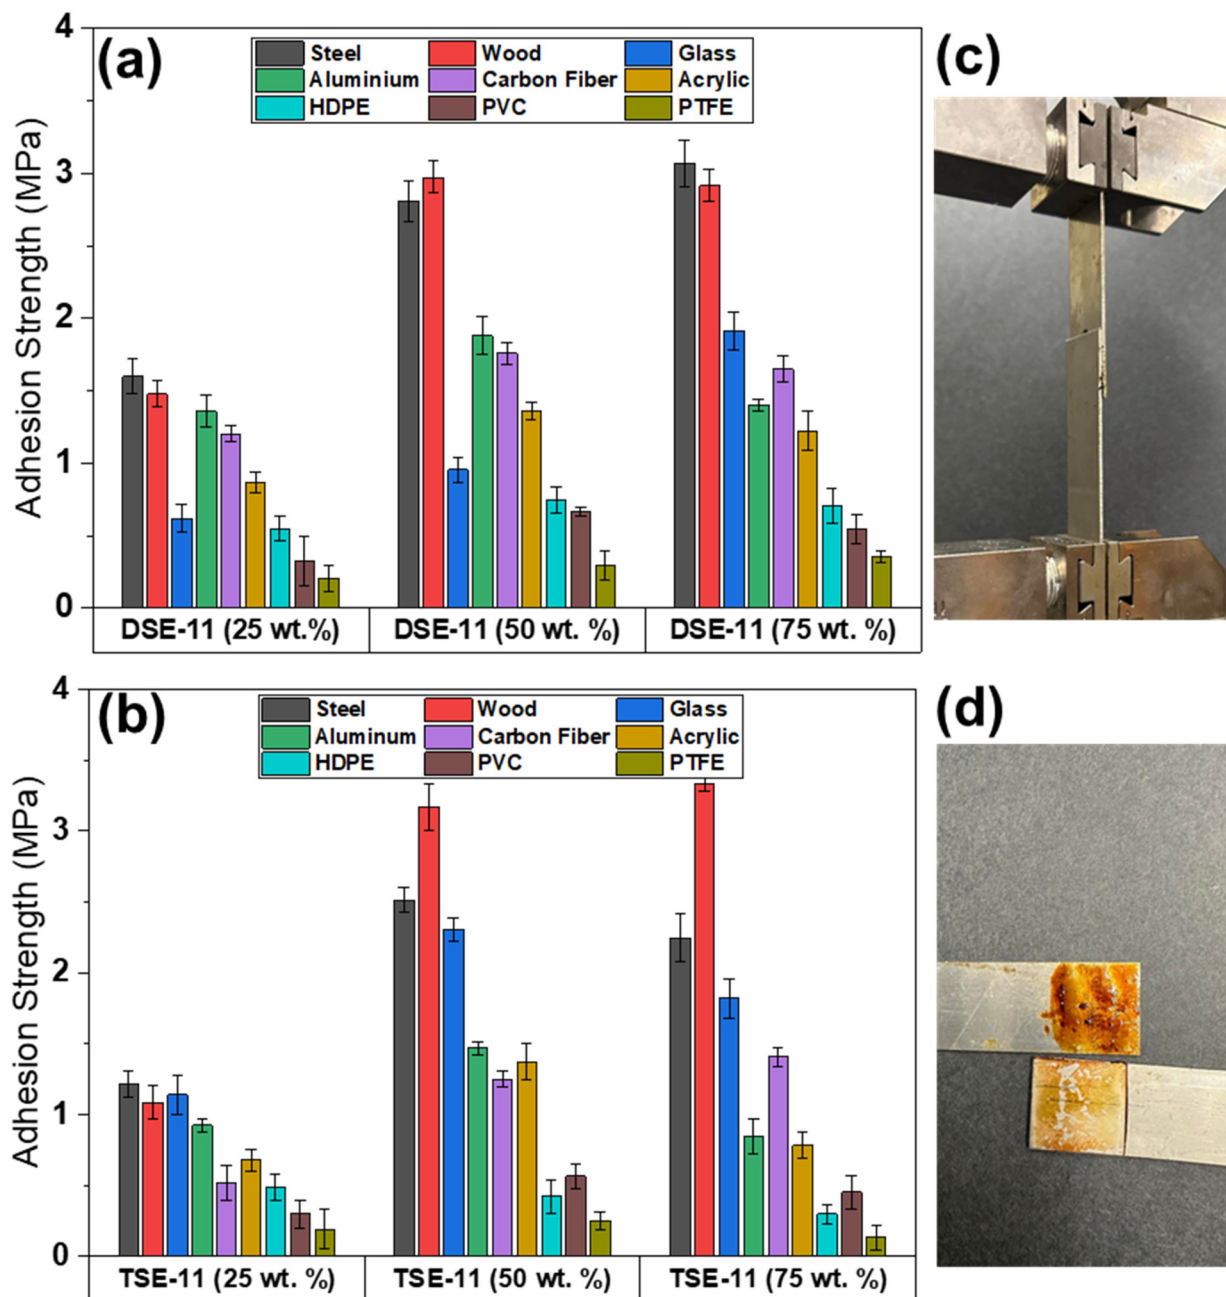 (a)
4
3
2
1
0
Adhesion Strength (MPa)
Steel Wood Glass
Aluminium Carbon Fiber Acrylic
HDPE PVC PTFE
DSE-11 (25 wt.%) DSE-11 (50 wt. %) DSE-11 (75 wt. %)
(c)
(b)
4
3
2
1
0
Adhesion Strength (MPa)
Steel Wood Glass
Aluminum Carbon Fiber Acrylic
HDPE PVC PTFE
TSE-11 (25 wt. %) TSE-11 (50 wt. %) TSE-11 (75 wt. %)
(d)